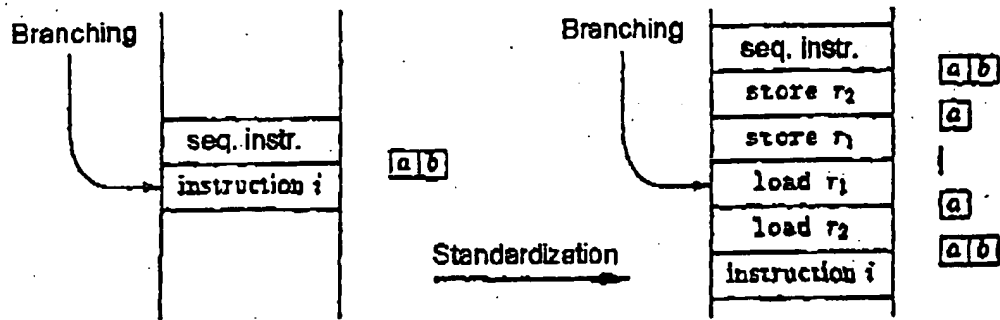 Branching
seq. instr.
instruction i
a b
Standardization
Branching
seq. instr.
store r2
store r1
load r1
load r2
instruction i
a b
a
a
a b